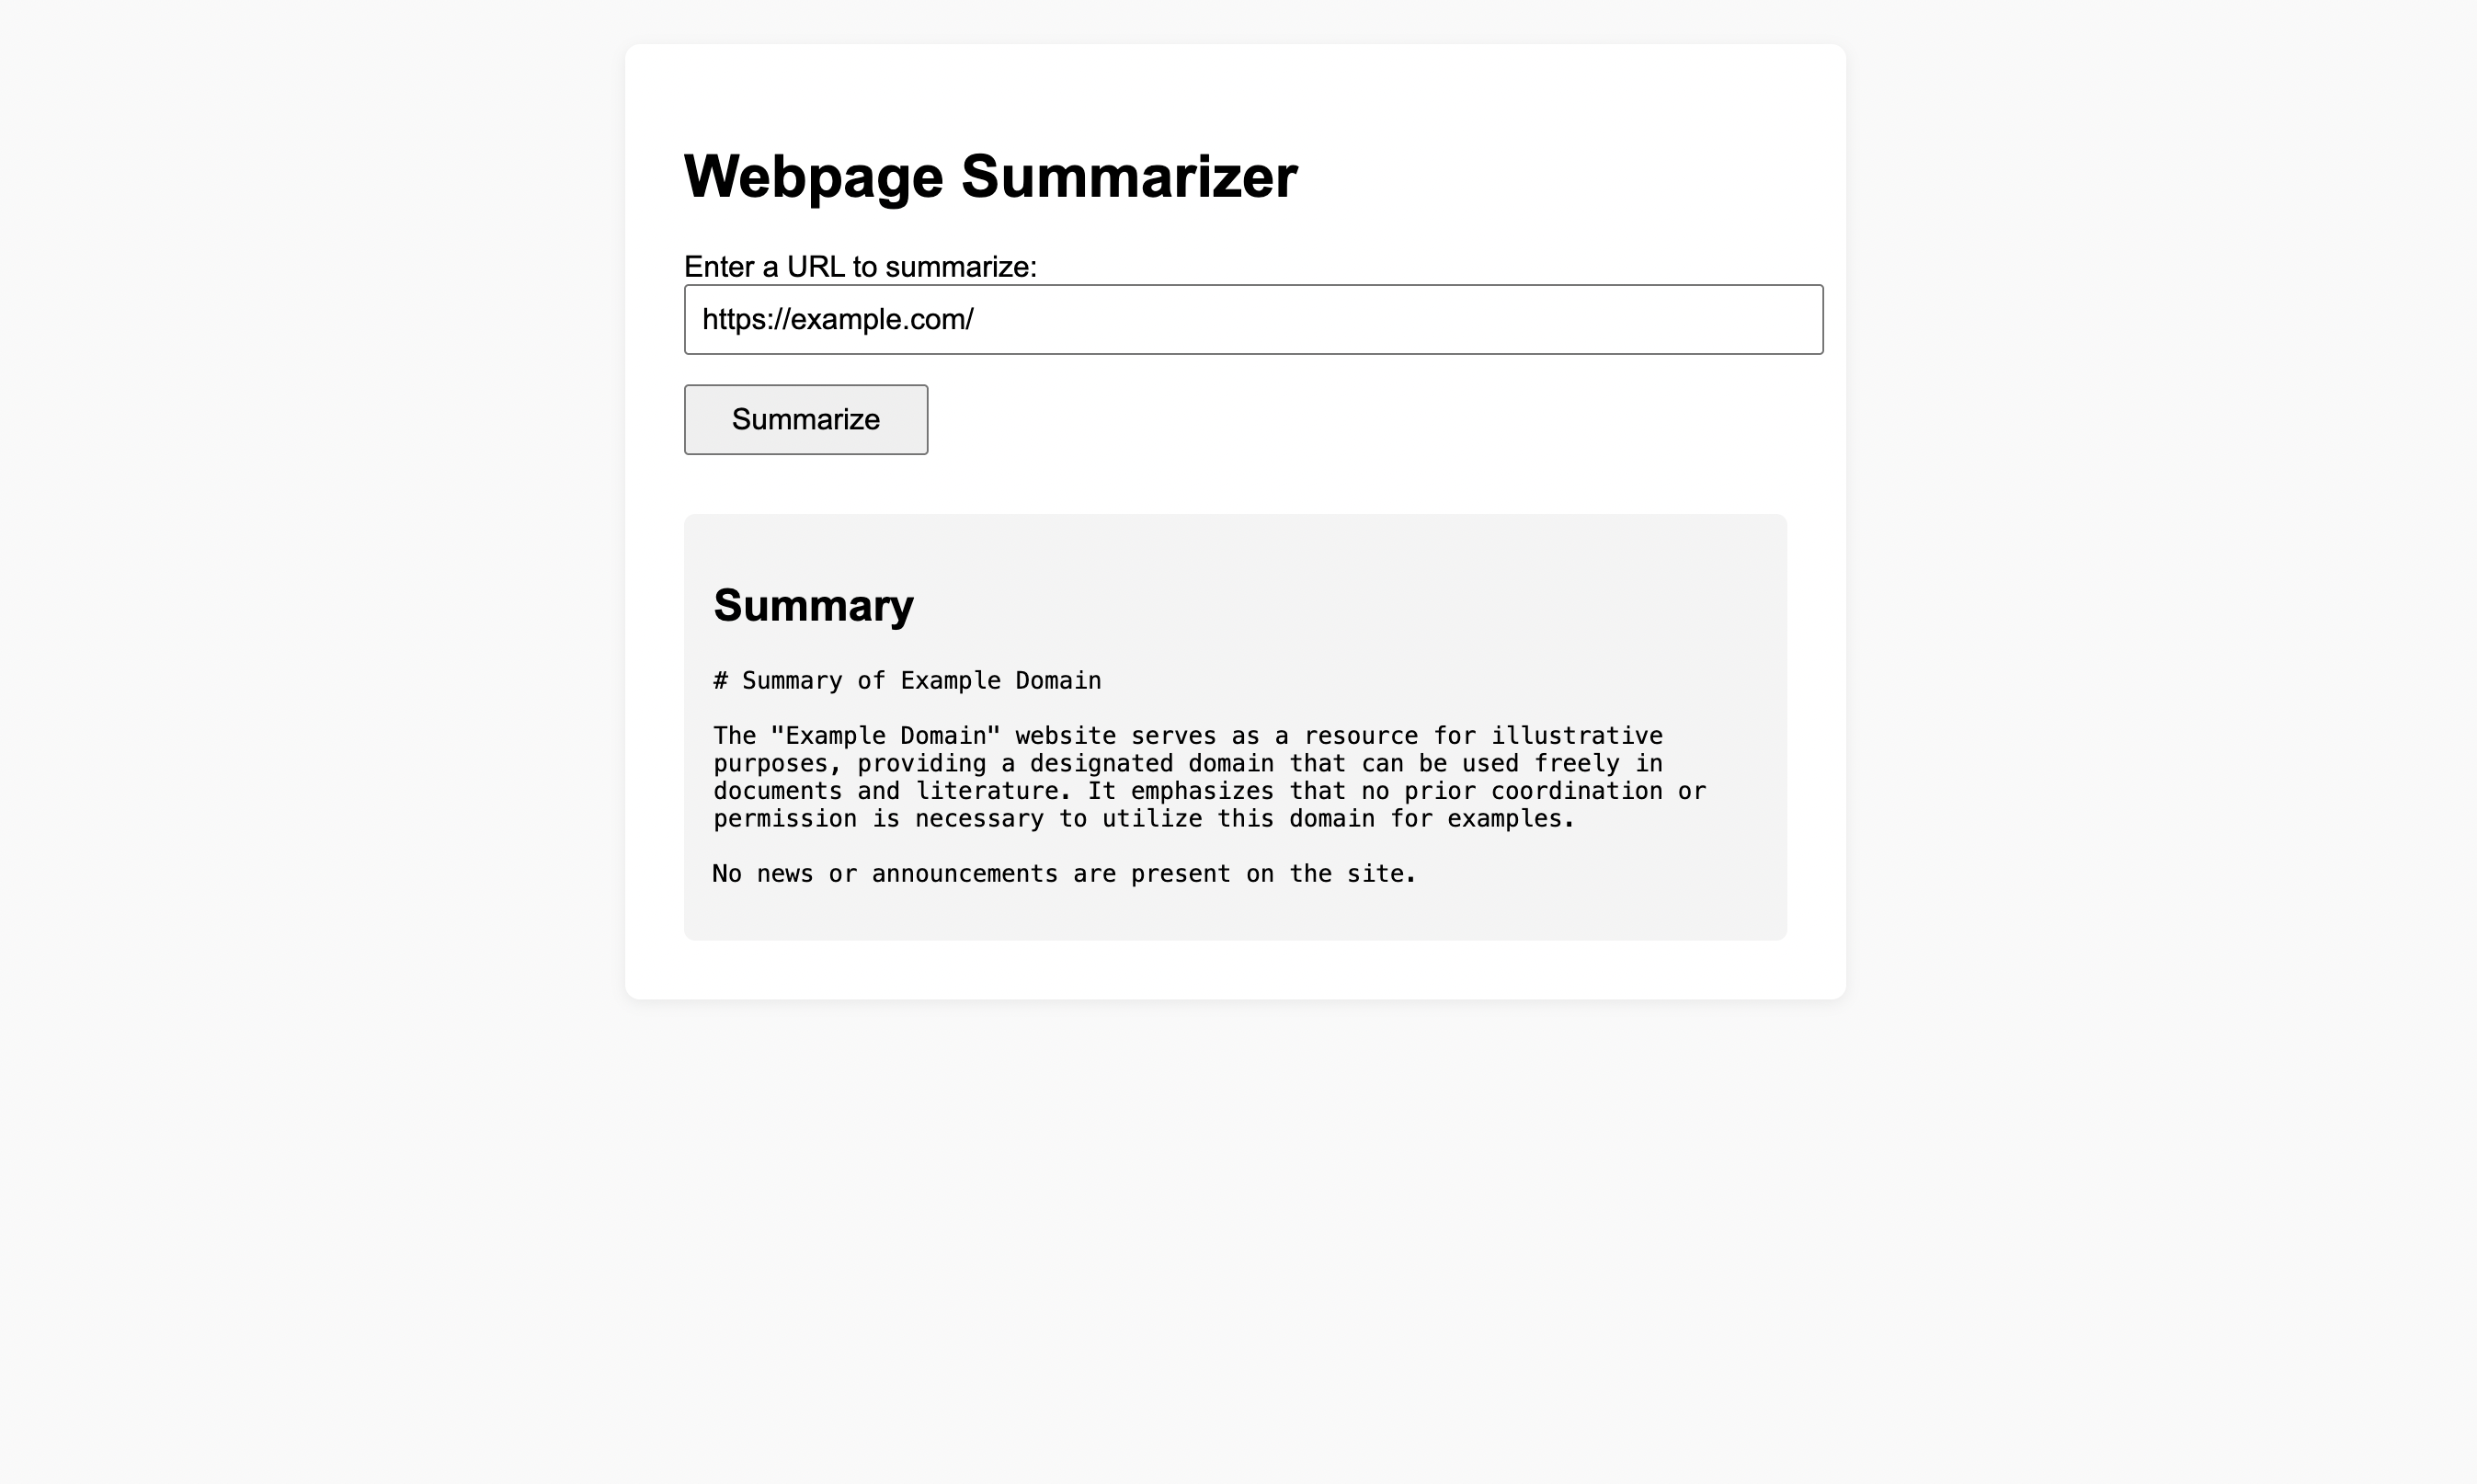 Webpage Summarizer
Enter a URL to summarize:
https://example.com/
Summarize
Summary
# Summary of Example Domain
The "Example Domain" website serves as a resource for illustrative
purposes, providing a designated domain that can be used freely in
documents and literature. It emphasizes that no prior coordination or
permission is necessary to utilize this domain for examples.
No news or announcements are present on the site.